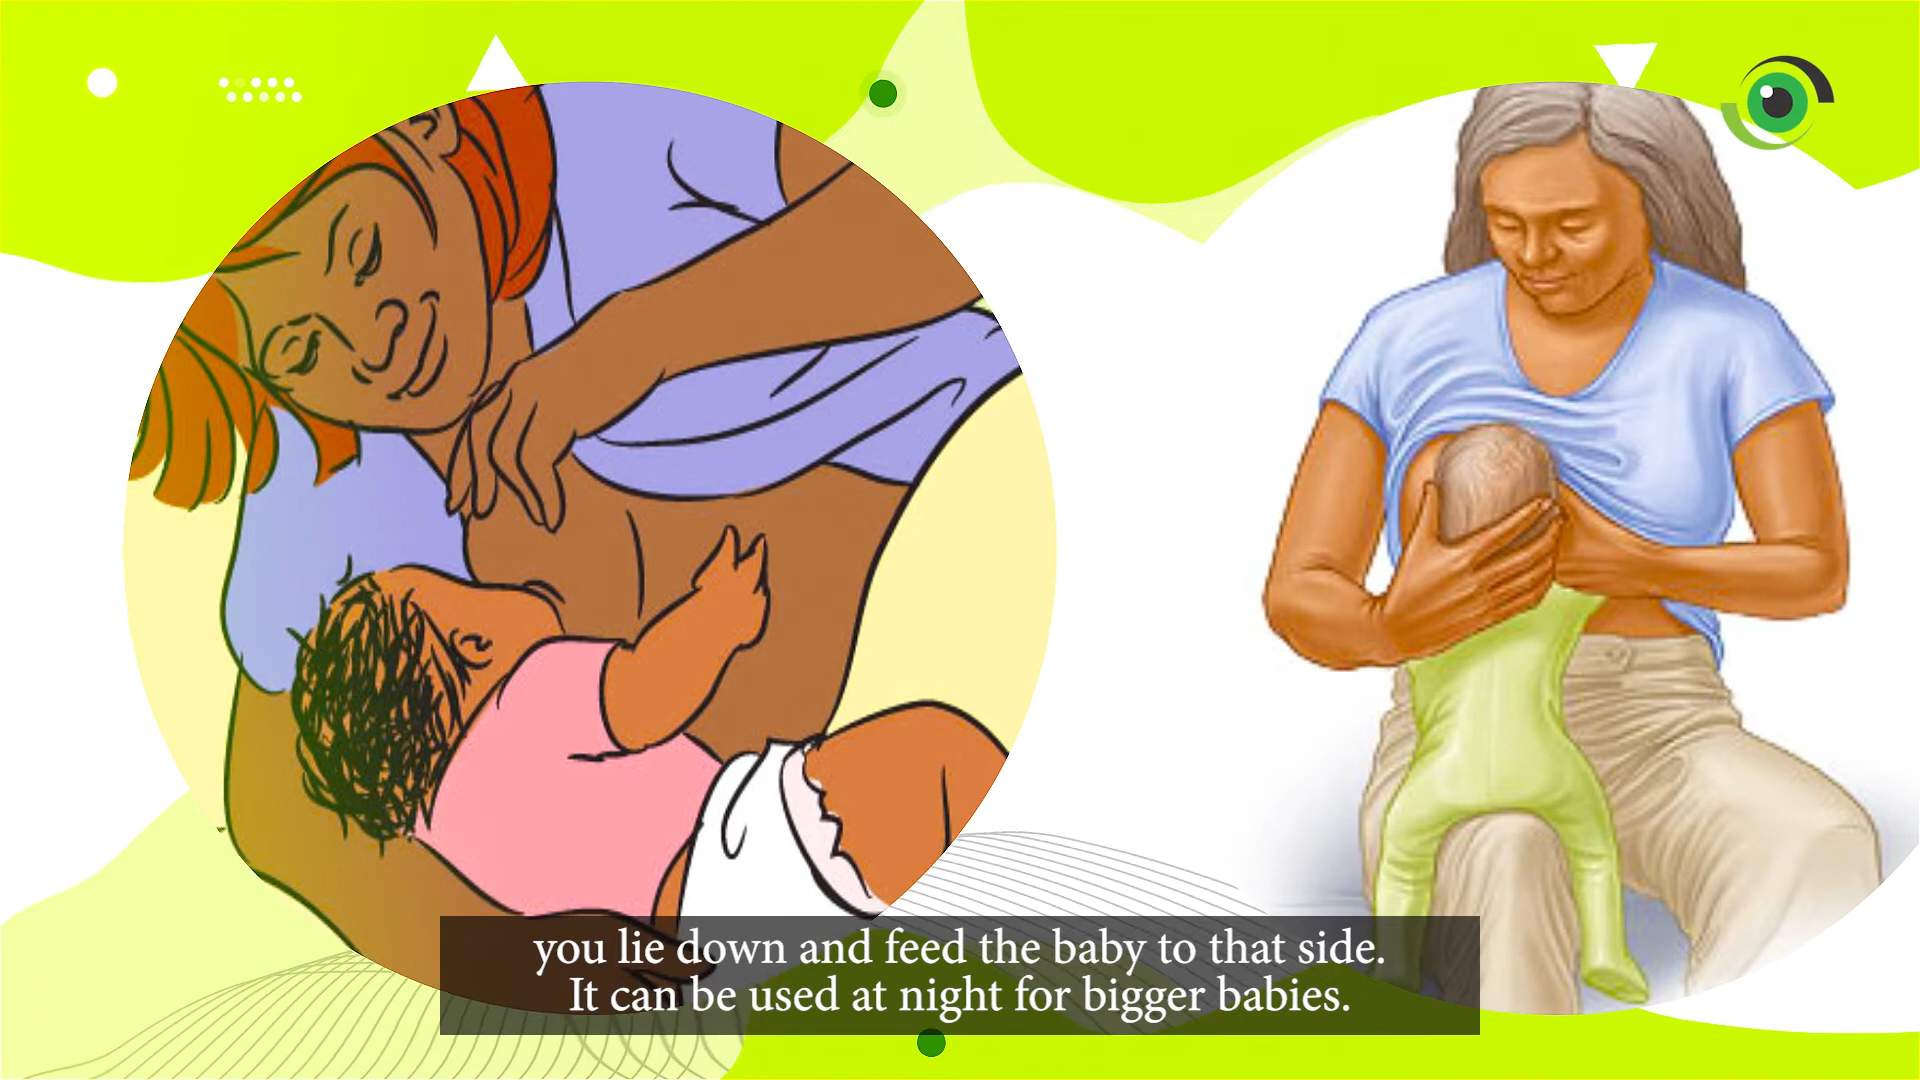 you lie down and feed the baby to that side.
It can be used at night for bigger babies.